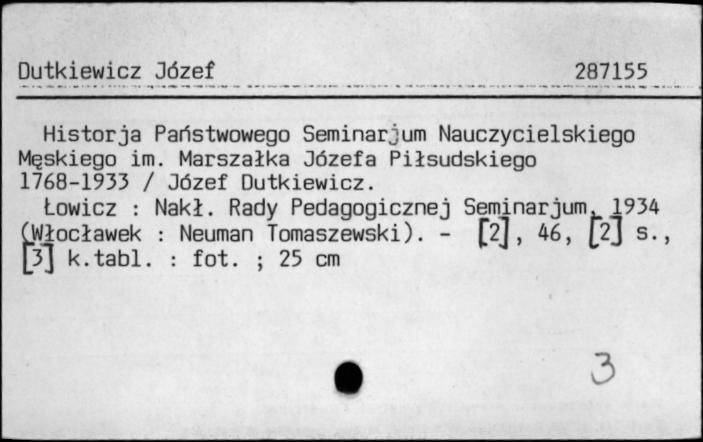 Dutkiewicz Józef 287155
Historja Państwowego Seminarjum Nauczycielskiego
Męskiego im. Marszałka Józefa Piłsudskiego
1768-1933 / Józef Dutkiewicz.
Łowicz : Nakł. Rady Pedagogicznej Seminarjum, 1934
(Włocławek : Neuman Tomaszewski). - [2], 46, [2] s.,
[3] k.tabl. : fot. ; 25 cm
3